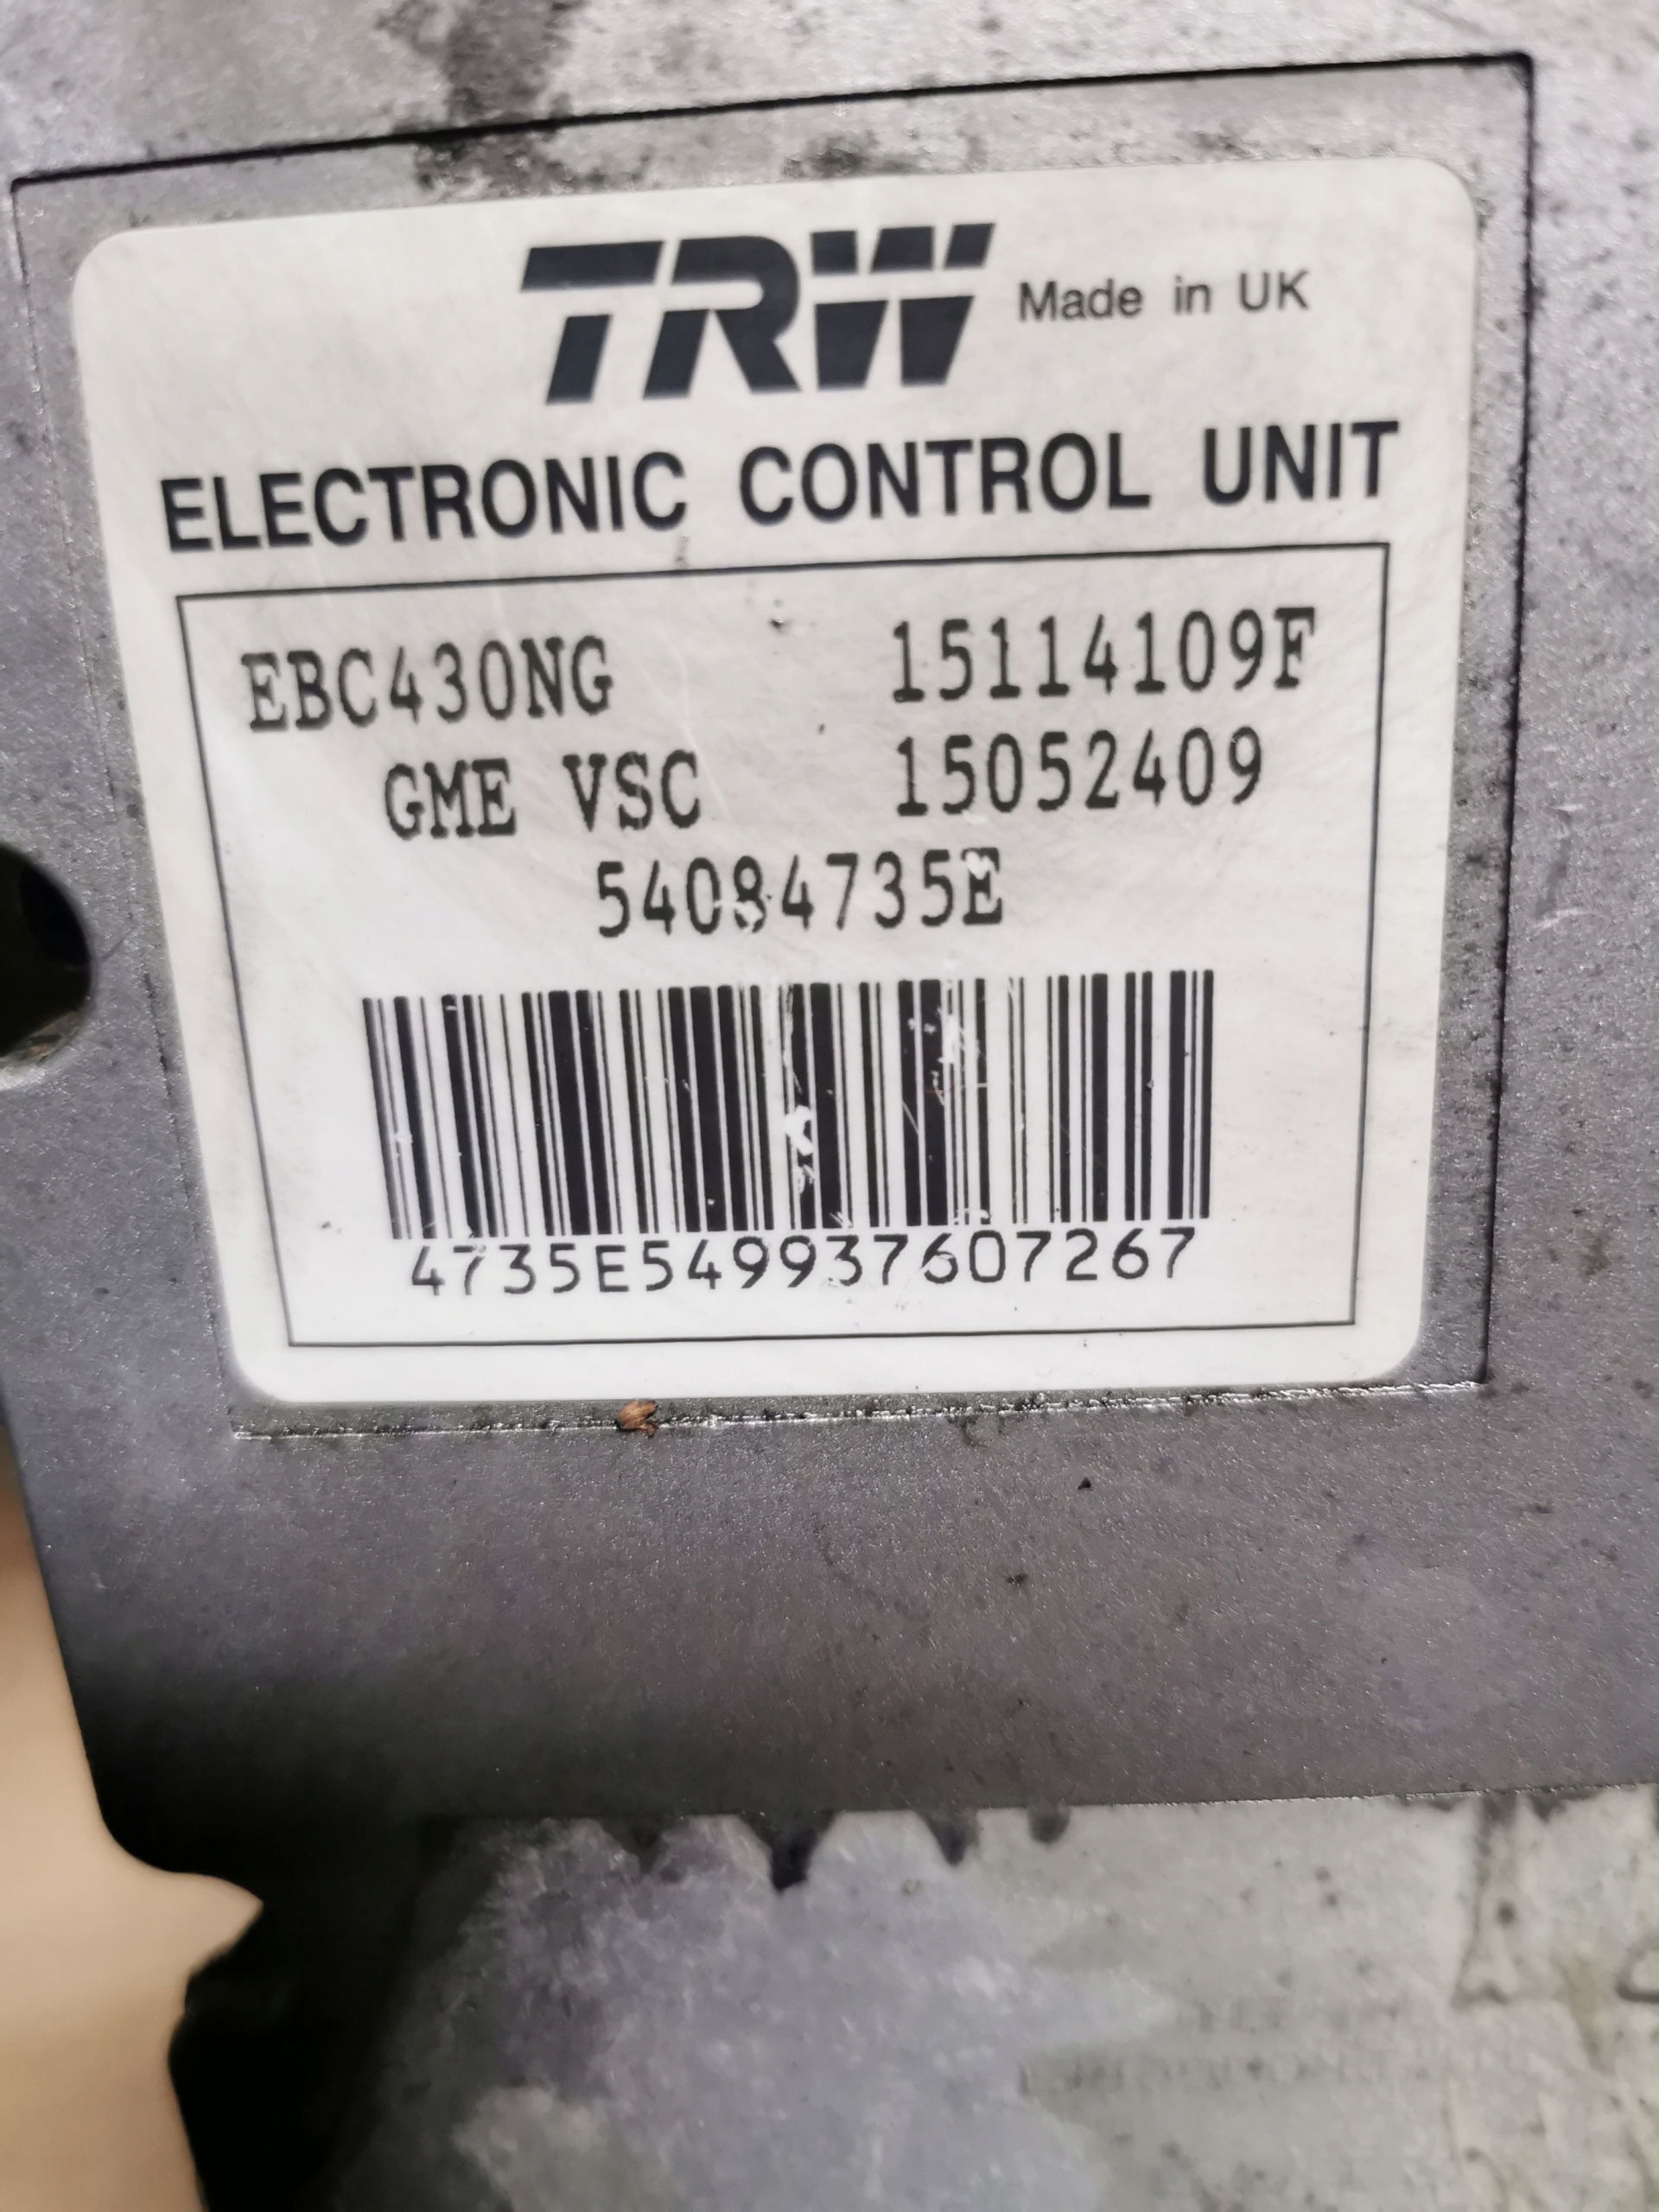 TRW Made in UK
ELECTRONIC CONTROL UNIT
EBC430NG 15114109F
GME VSC 15052409
54084735E
4735E549937607267